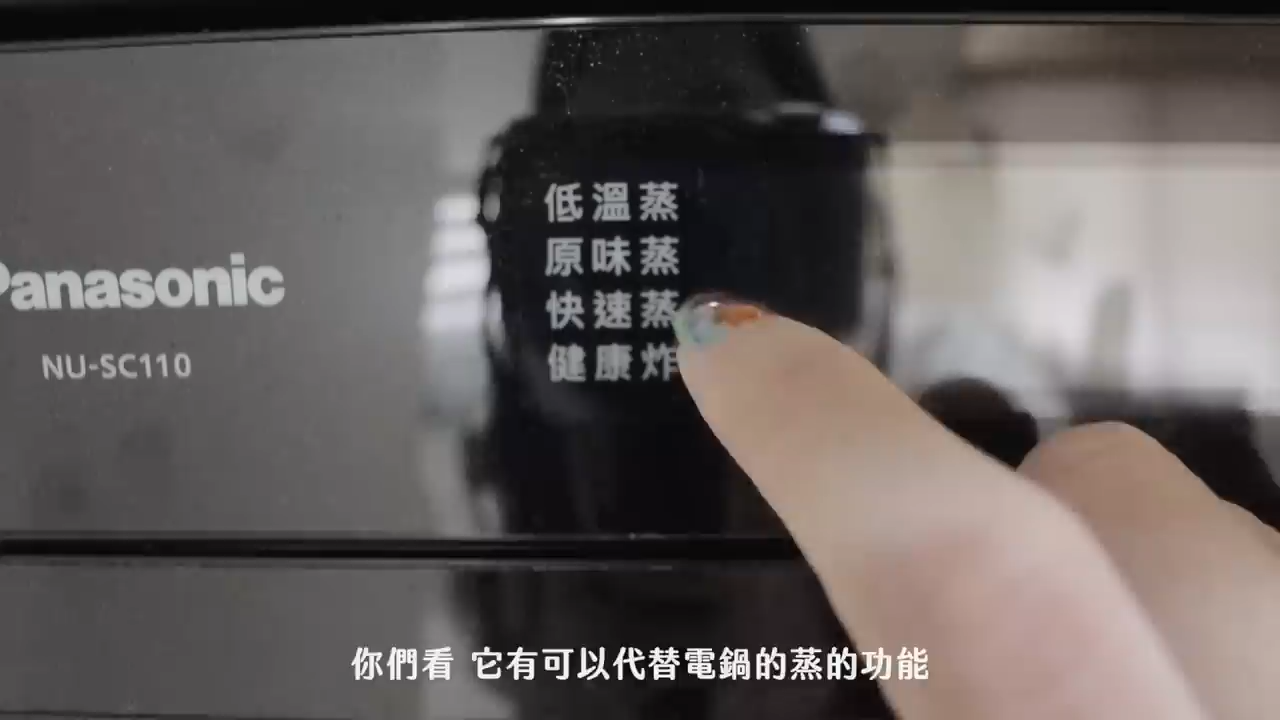 低溫蒸
原味蒸
快速蒸
健康炸
Panasonic
NU-SC110
你們看 它有可以代替電鍋的蒸的功能